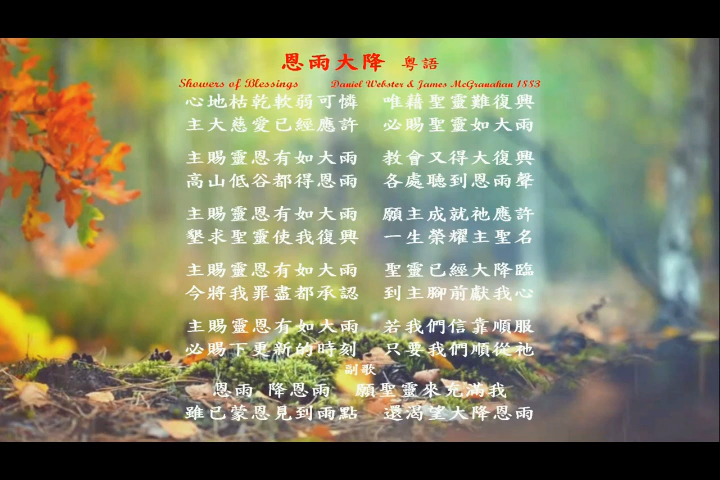 恩雨大降 粵語
Showers of Blessings Daniel Webster & James McGranahan 1883
心地枯乾軟弱可憐 唯藉聖靈難復興
主大慈愛已經應許 必賜聖靈如大雨
主賜靈恩有如大雨 教會又得大復興
高山低谷都得恩雨 各處聽到恩雨聲
主賜靈恩有如大雨 願主成就祂應許
懇求聖靈使我復興 一生榮耀主聖名
主賜靈恩有如大雨 聖靈已經大降臨
今將我罪盡都承認 到主腳前獻我心
主賜靈恩有如大雨 若我們信靠順服
必賜下更新的時刻 只要我們順從祂
副歌
恩雨 降恩雨 願聖靈來充滿我
雖已蒙恩見到雨點 還渴望大降恩雨